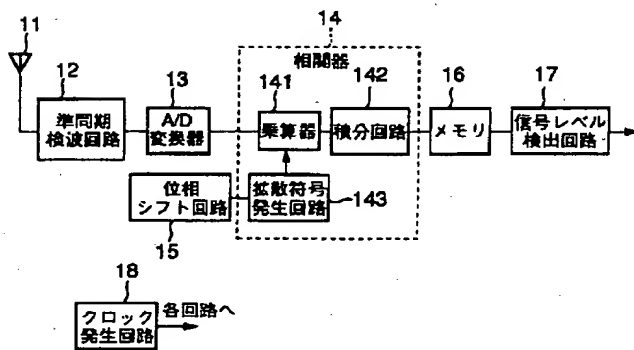 11
12
準同期
検波回路
13
A/D
変換器
14
相関器
141
乗算器
142
積分回路
16
メモリ
17
信号レベル
検出回路
位相
シフト回路
15
拡散符号
発生回路
143
18
クロック
発生回路
各回路へ